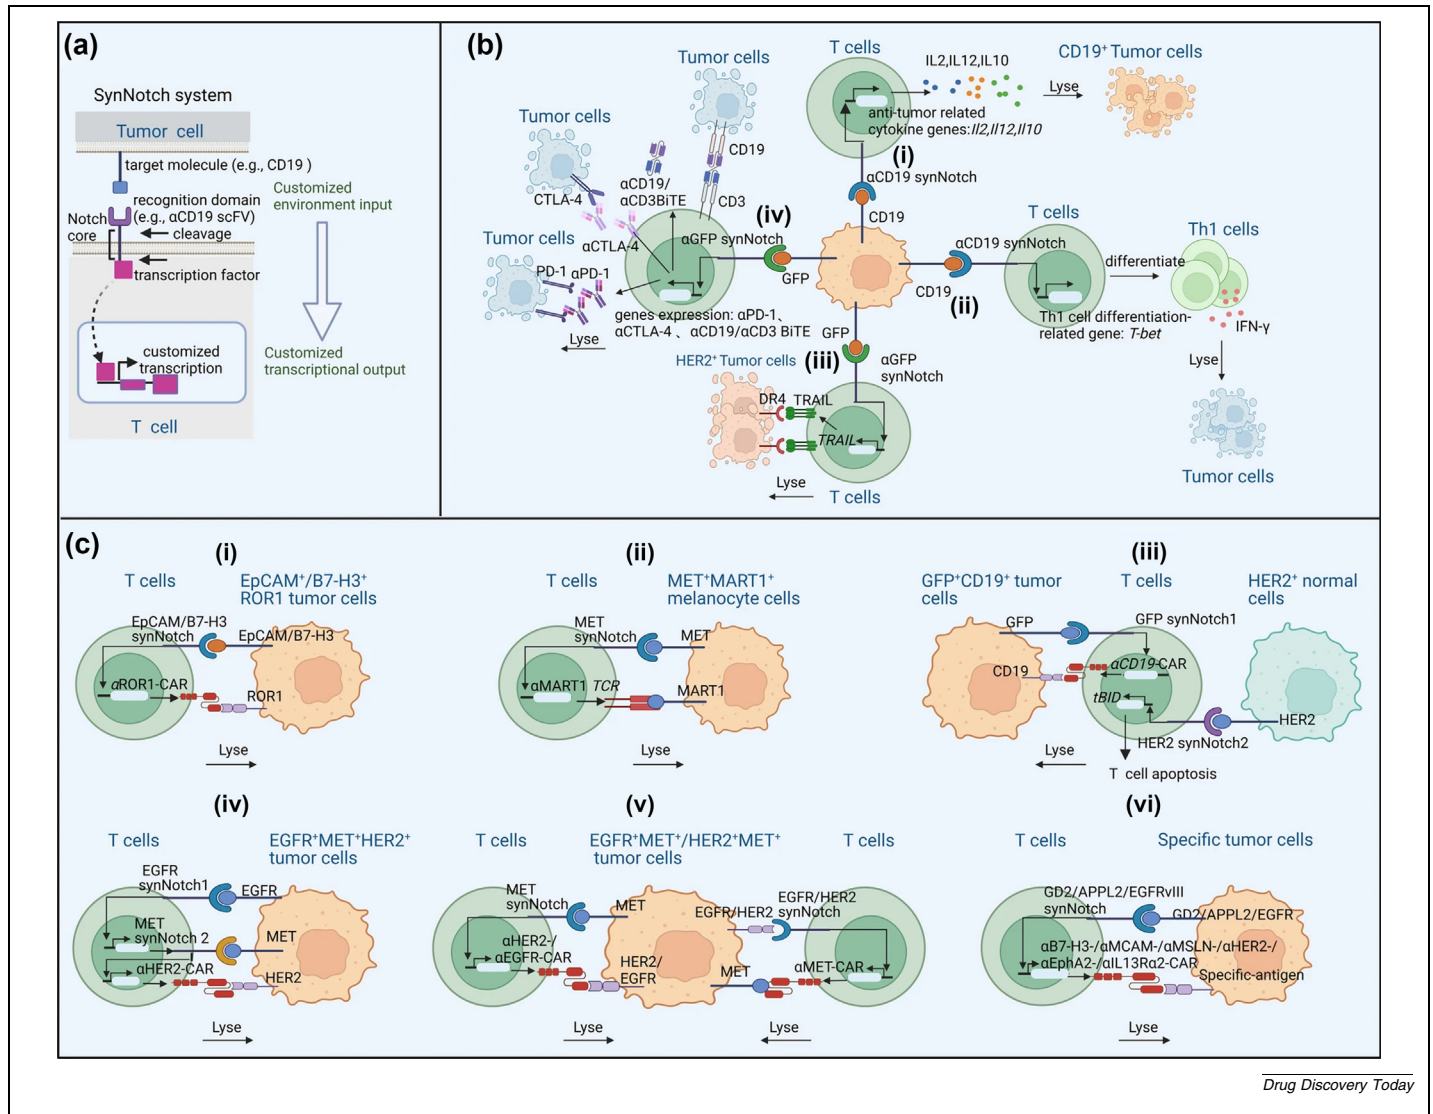 (a)
SynNotch system
Tumor cell
target molecule (e.g., CD19 )
Customized
environment input
recognition domain
(e.g., αCD19 scFV)
Notch
core
cleavage
transcription factor
customized
transcription
Customized
transcriptional output
T cell
(b)
T cells
IL2,IL12,IL10
CD19⁺ Tumor cells
Lyse
anti-tumor related
cytokine genes:Il2,Il12,Il10
(i)
αCD19 synNotch
CD19
Tumor cells
Tumor cells
CD19
CTLA-4
αCD19/
αCD3BiTE
CD3
(iv)
αCTLA-4
αGFP synNotch
Tumor cells
PD-1
αPD-1
GFP
genes expression: αPD-1、
αCTLA-4 、αCD19/αCD3 BiTE
Lyse
T cells
αCD19 synNotch
CD19
(ii)
Th1 cells
differentiate
Th1 cell differentiation-
related gene: T-bet
IFN-γ
Lyse
Tumor cells
GFP
(iii)
αGFP
synNotch
HER2⁺ Tumor cells
DR4
TRAIL
TRAIL
Lyse
T cells
(c)
(i)
T cells
EpCAM⁺/B7-H3⁺
ROR1 tumor cells
EpCAM/B7-H3
synNotch
EpCAM/B7-H3
αROR1-CAR
ROR1
Lyse
(ii)
T cells
MET⁺MART1⁺
melanocyte cells
MET
synNotch
MET
αMART1 TCR
MART1
Lyse
(iii)
GFP⁺CD19⁺ tumor
cells
T cells
HER2⁺ normal
cells
GFP
GFP synNotch1
CD19
αCD19-CAR
tBID
HER2
HER2 synNotch2
Lyse
T cell apoptosis
(iv)
T cells
EGFR⁺MET⁺HER2⁺
tumor cells
EGFR
synNotch1
EGFR
MET
synNotch 2
MET
αHER2-CAR
HER2
Lyse
(v)
T cells
EGFR⁺MET⁺/HER2⁺MET⁺
tumor cells
T cells
MET
synNotch
MET
EGFR/HER2
EGFR/HER2
synNotch
αHER2-/
αEGFR-CAR
HER2/
EGFR
MET
αMET-CAR
Lyse
Lyse
(vi)
T cells
Specific tumor cells
GD2/APPL2/EGFRvIII
synNotch
GD2/APPL2/EGFR
αB7-H3-/αMCAM-/αMSLN-/αHER2-/
αEphA2-/αIL13Rα2-CAR
Specific-antigen
Lyse
Drug Discovery Today